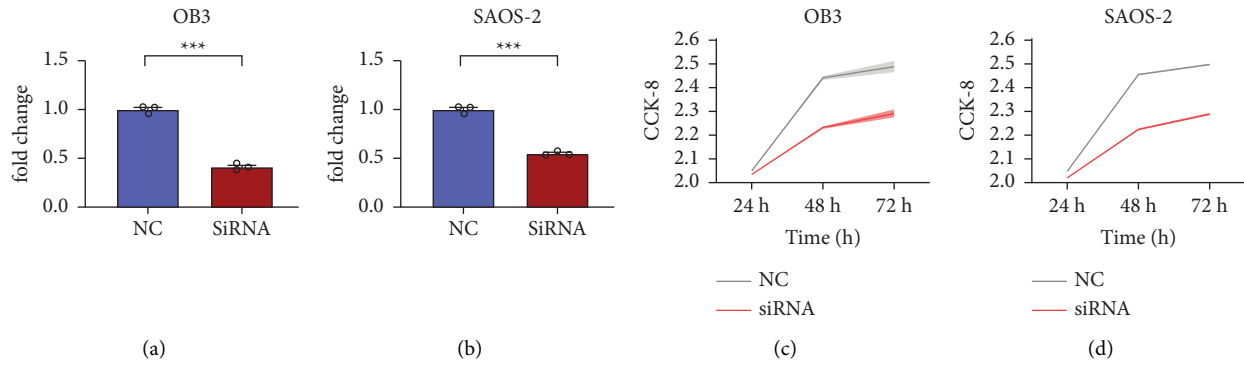 OB3
***
fold change
1.5
1.0
0.5
0.0
NC
SiRNA
(a)
SAOS-2
***
fold change
1.5
1.0
0.5
0.0
NC
SiRNA
(b)
OB3
CCK-8
2.6
2.5
2.4
2.3
2.2
2.1
2.0
24 h
48 h
72 h
Time (h)
NC
siRNA
(c)
SAOS-2
CCK-8
2.6
2.5
2.4
2.3
2.2
2.1
2.0
24 h
48 h
72 h
Time (h)
NC
siRNA
(d)